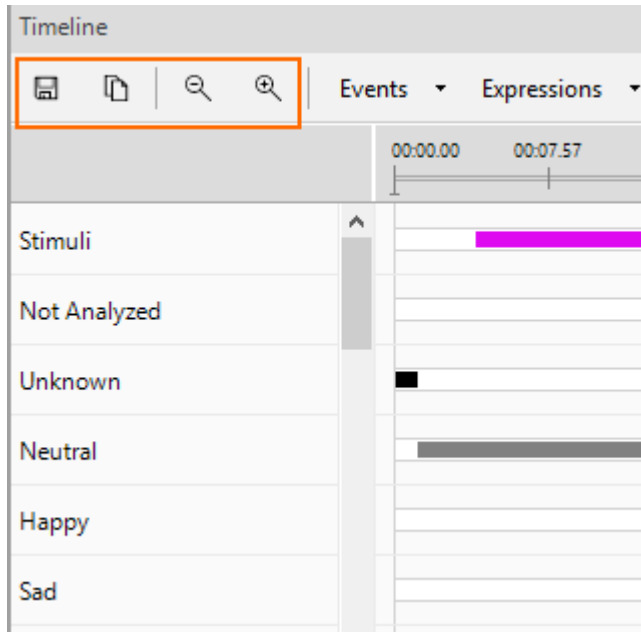 Timeline
Events Expressions
00:00.00 00:07.57
Stimuli
Not Analyzed
Unknown
Neutral
Happy
Sad